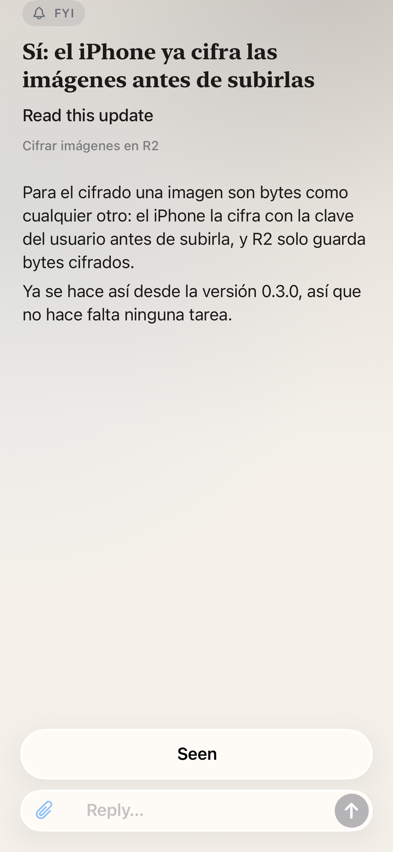 FYI
Sí: el iPhone ya cifra las
imágenes antes de subirlas
Read this update
Cifrar imágenes en R2
Para el cifrado una imagen son bytes como
cualquier otro: el iPhone la cifra con la clave
del usuario antes de subirla, y R2 solo guarda
bytes cifrados.
Ya se hace así desde la versión 0.3.0, así que
no hace falta ninguna tarea.
Seen
Reply...